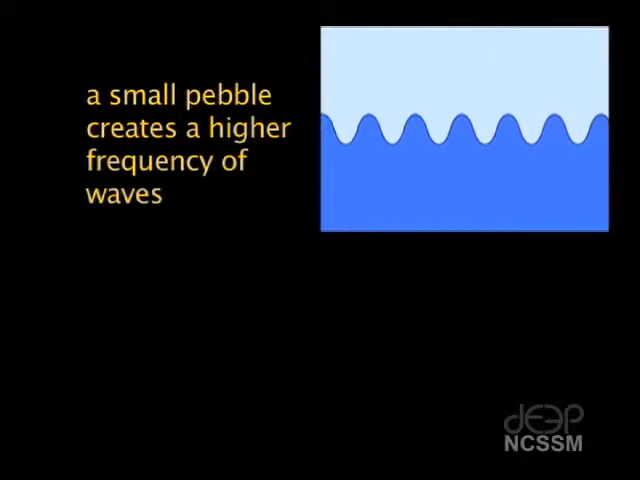 a small pebble
creates a higher
frequency of
waves
deep
NCSSM